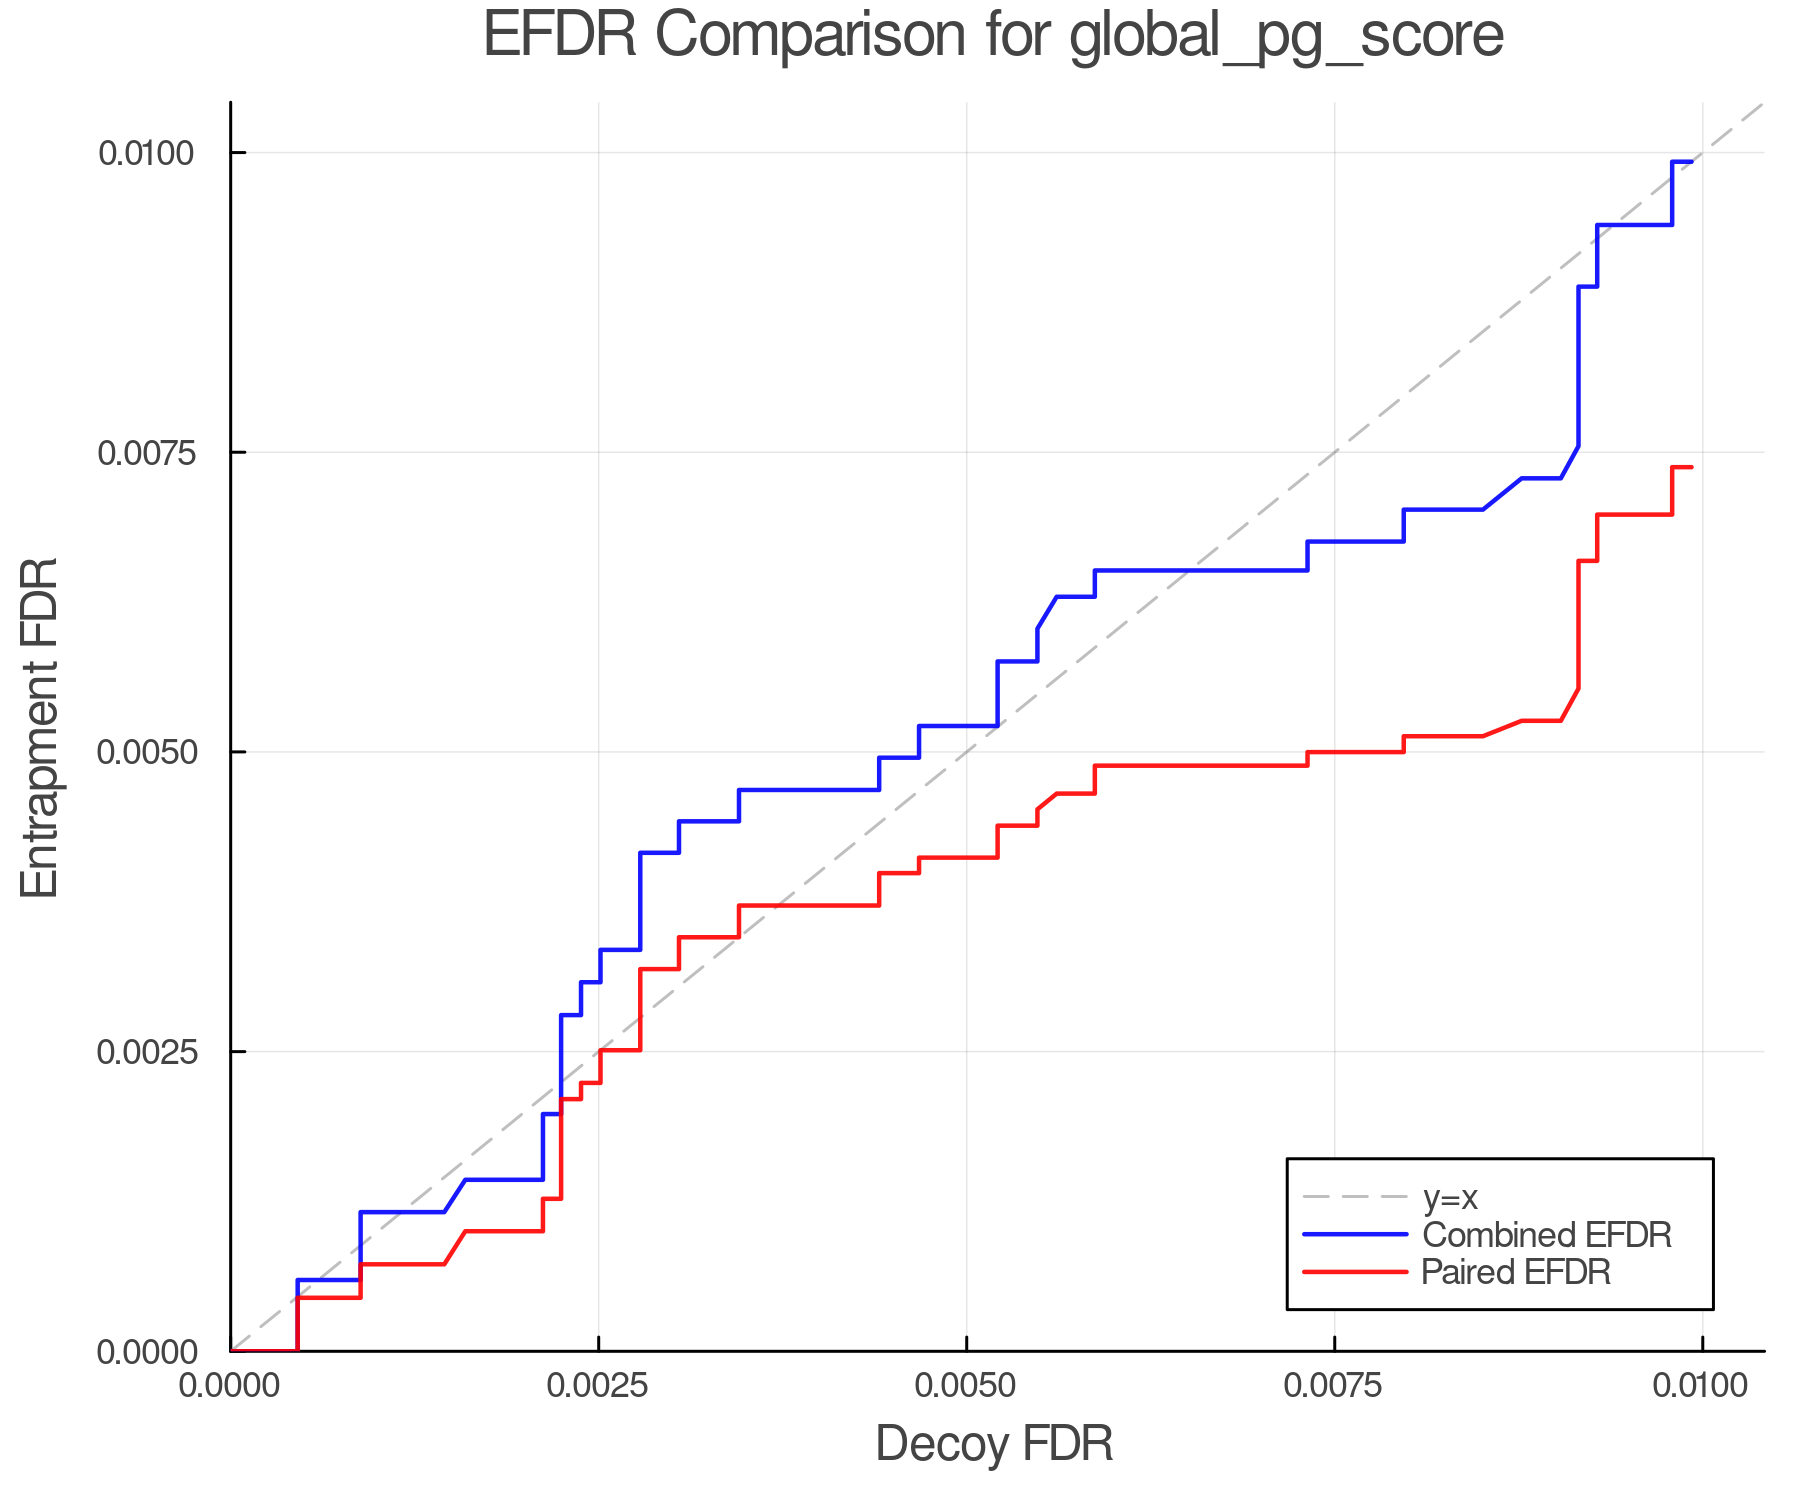 EFDR Comparison for global_pg_score
0.0100
0.0075
0.0050
0.0025
0.0000
Entrapment FDR
0.0000 0.0025 0.0050 0.0075 0.0100
Decoy FDR
y=x
Combined EFDR
Paired EFDR